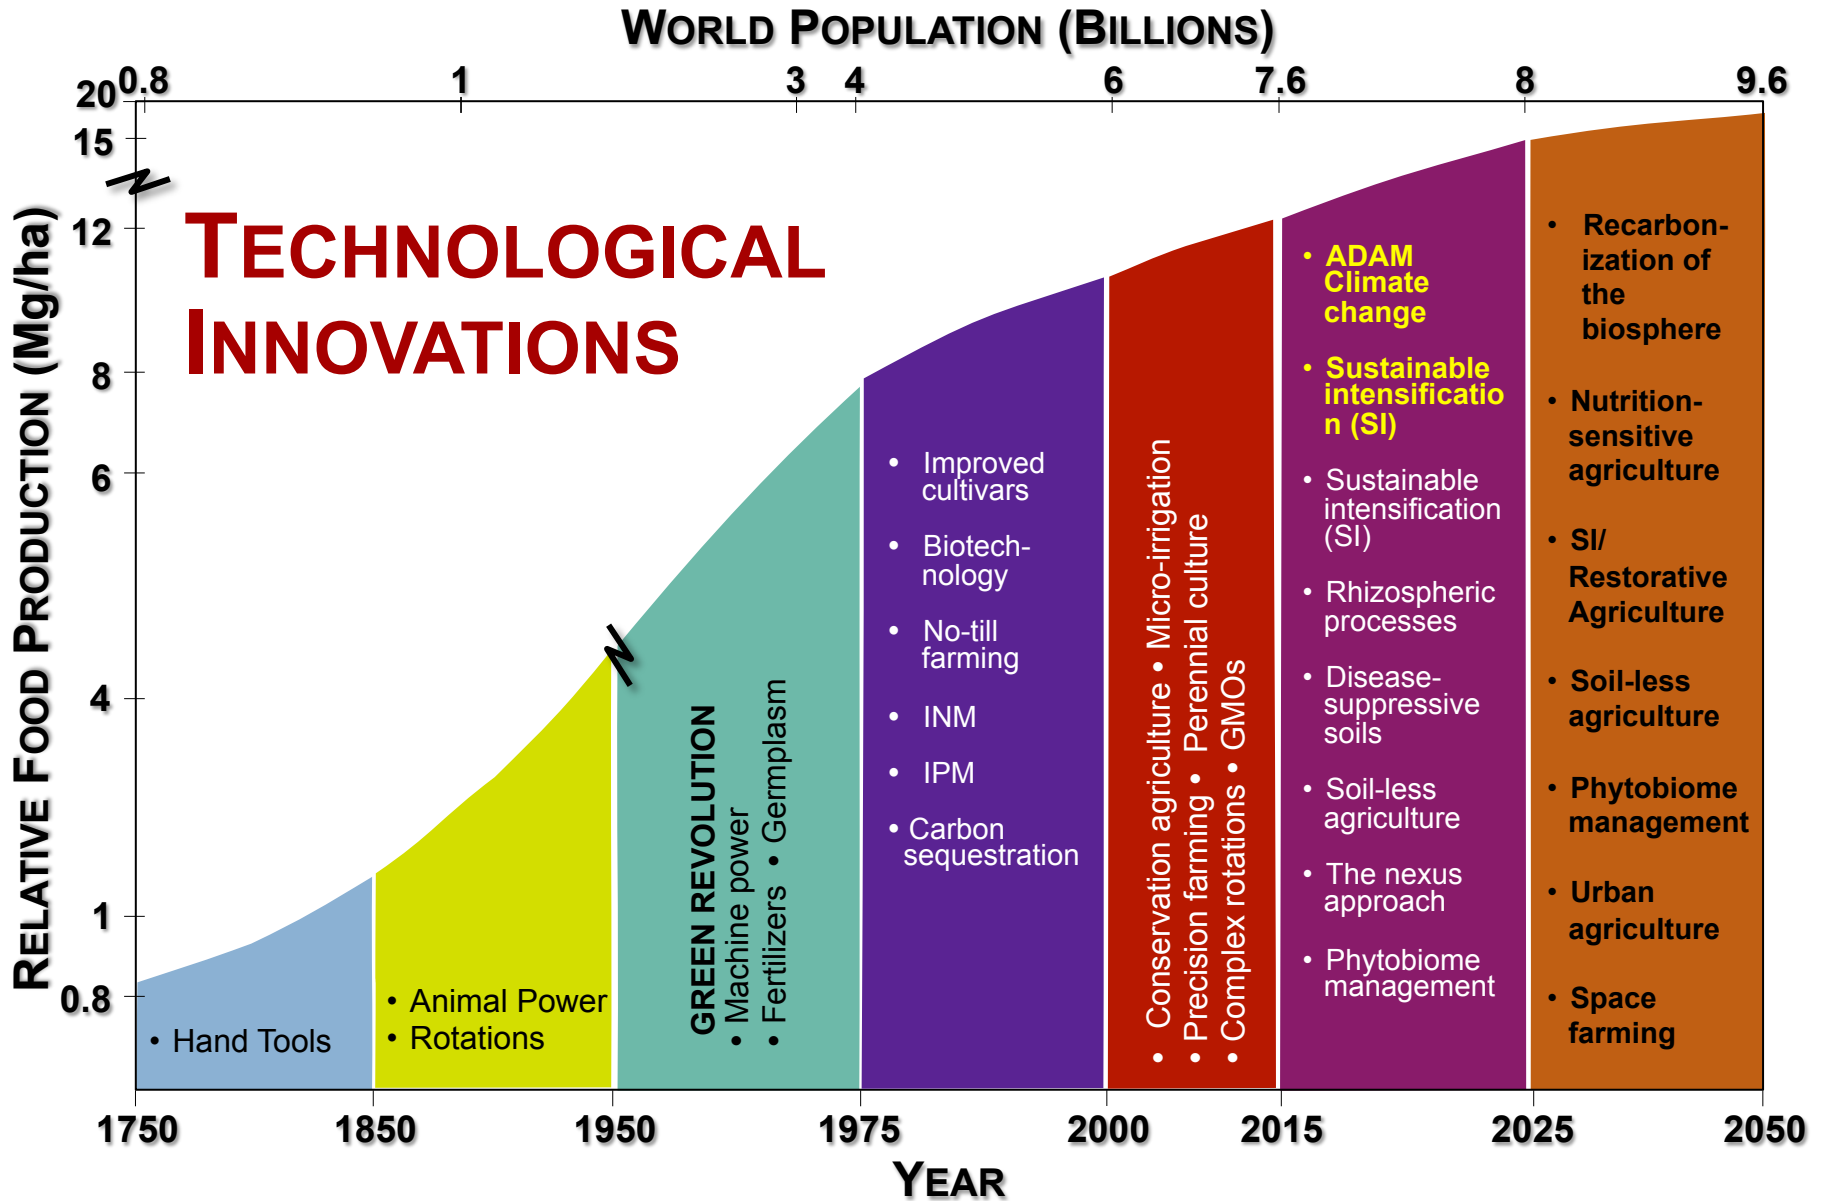 WORLD POPULATION (BILLIONS)
0.8 1 3 4 6 7.6 8 9.6
20
15
12
8
6
4
1
0.8
RELATIVE FOOD PRODUCTION (Mg/ha)
TECHNOLOGICAL
INNOVATIONS
• Hand Tools
• Animal Power
• Rotations
GREEN REVOLUTION
• Machine power
• Fertilizers • Germplasm
• Improved
cultivars
• Biotech-
nology
• No-till
farming
• INM
• IPM
• Carbon
sequestration
• Conservation agriculture • Micro-irrigation
• Precision farming • Perennial culture
• Complex rotations • GMOs
• ADAM
Climate
change
• Sustainable
intensificatio
n (SI)
• Sustainable
intensification
(SI)
• Rhizospheric
processes
• Disease-
suppressive
soils
• Soil-less
agriculture
• The nexus
approach
• Phytobiome
management
• Recarbon-
ization of
the
biosphere
• Nutrition-
sensitive
agriculture
• SI/
Restorative
Agriculture
• Soil-less
agriculture
• Phytobiome
management
• Urban
agriculture
• Space
farming
1750 1850 1950 1975 2000 2015 2025 2050
YEAR